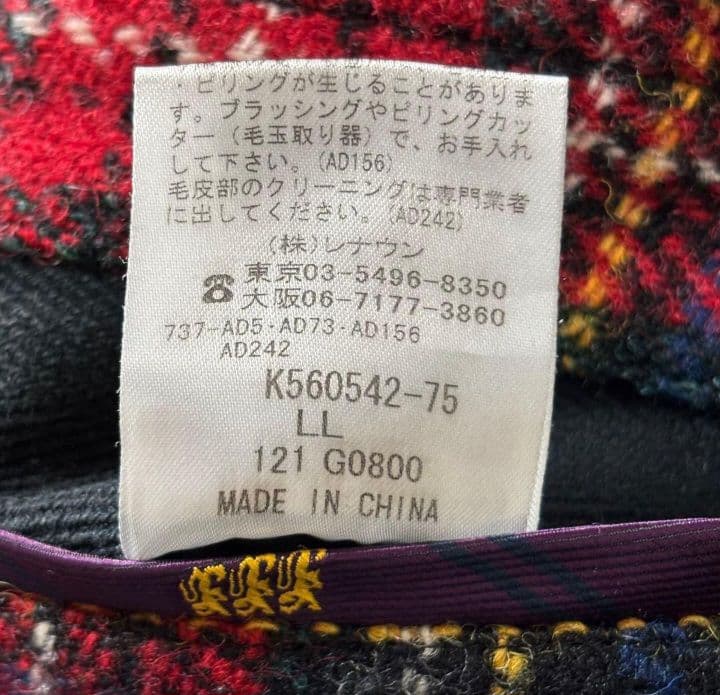 ・ピリングが生じることがありま
す。ブラッシングやピリングカッ
ター（毛玉取り器）で、お手入れ
して下さい。(AD156)
毛皮部のクリーニングは専門業者
に出してください。(AD242)
（株）レナウン
☎東京03-5496-8350
大阪06-7177-3860
737-AD5・AD73・AD156
AD242
K560542-75
LL
121 G0800
MADE IN CHINA